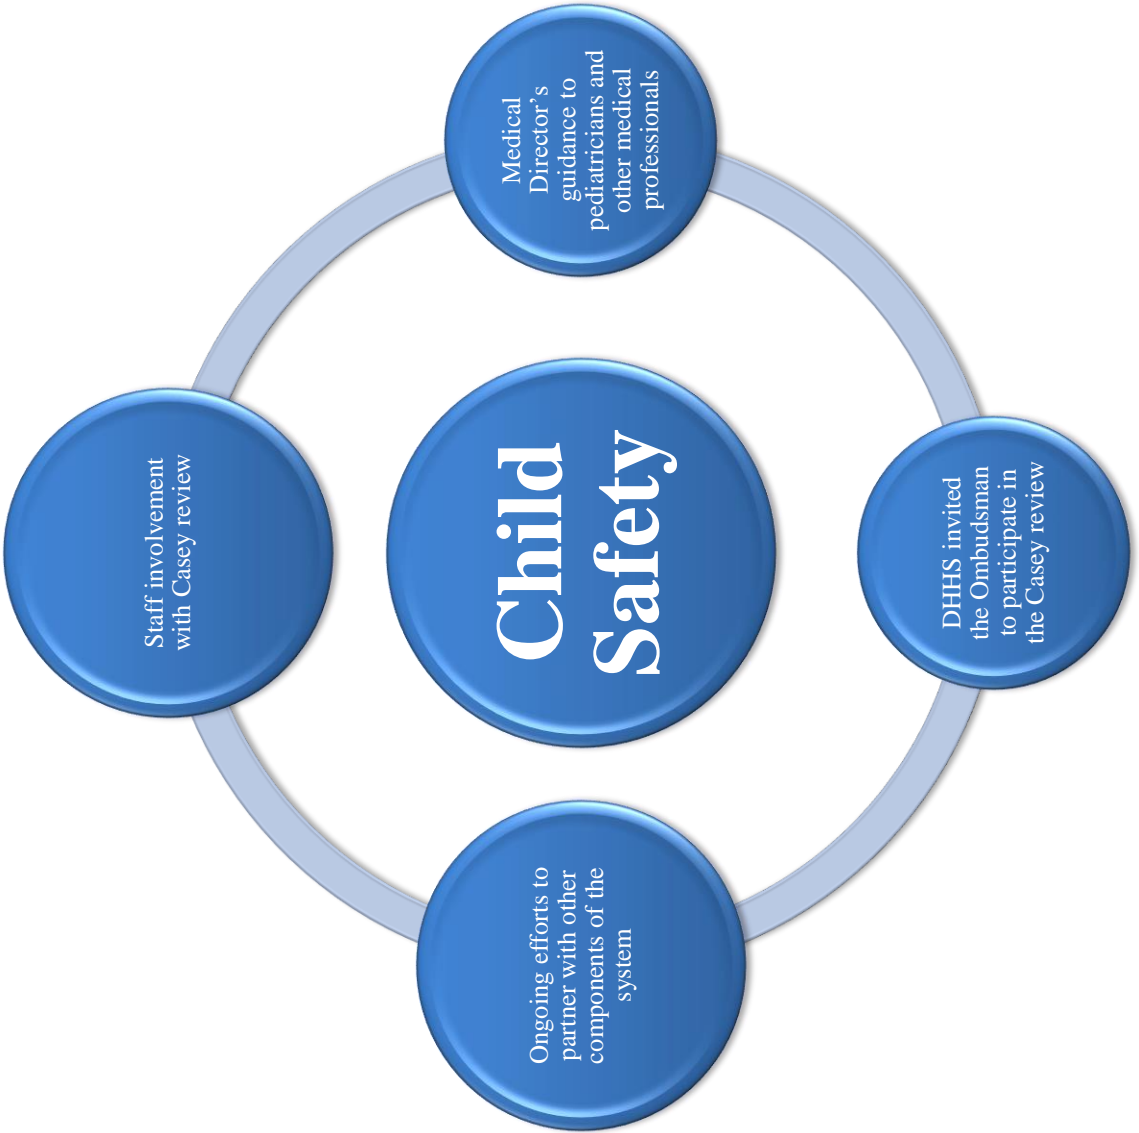 Staff involvement
with Casey review
Ongoing efforts to
partner with other
components of the
system
Child
Safety
Medical
Director’s
guidance to
pediatricians and
other medical
professionals
DHHS invited
the Ombudsman
to participate in
the Casey review